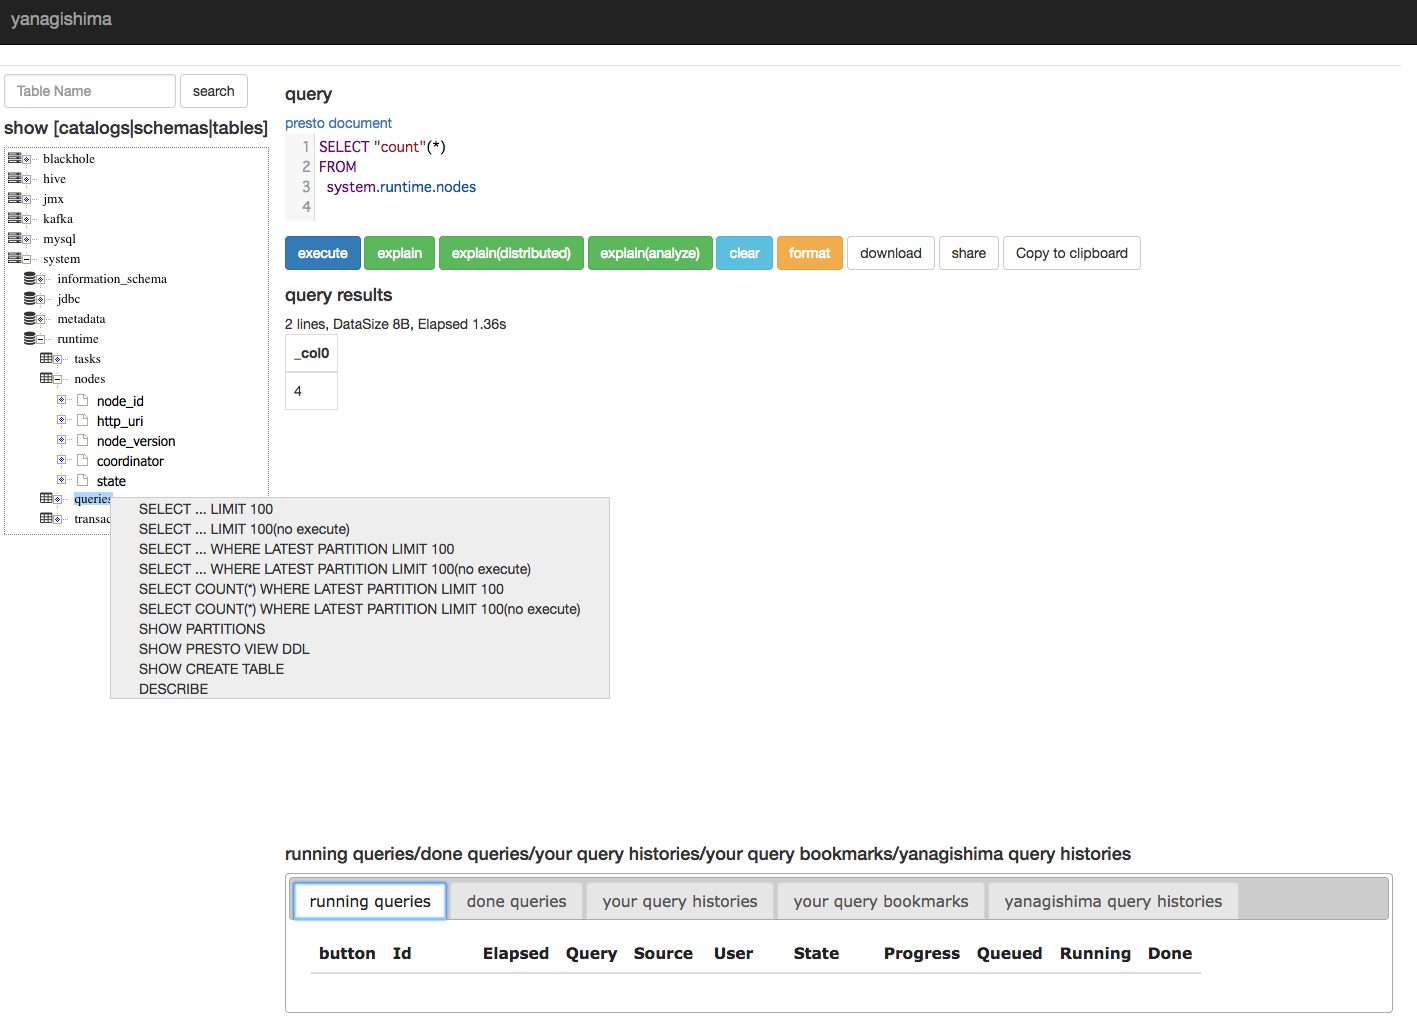 yanagishima
Table Name
search
show [catalogs|schemas|tables]
blackhole
hive
jmx
kafka
mysql
system
information_schema
jdbc
metadata
runtime
tasks
nodes
node_id
http_uri
node_version
coordinator
state
queries
transac
SELECT ... LIMIT 100
SELECT ... LIMIT 100(no execute)
SELECT ... WHERE LATEST PARTITION LIMIT 100
SELECT ... WHERE LATEST PARTITION LIMIT 100(no execute)
SELECT COUNT(*) WHERE LATEST PARTITION LIMIT 100
SELECT COUNT(*) WHERE LATEST PARTITION LIMIT 100(no execute)
SHOW PARTITIONS
SHOW PRESTO VIEW DDL
SHOW CREATE TABLE
DESCRIBE
query
presto document
1 SELECT "count"(*)
2 FROM
3 system.runtime.nodes
4
execute explain explain(distributed) explain(analyze) clear format download share Copy to clipboard
query results
2 lines, DataSize 8B, Elapsed 1.36s
_col0
4
running queries/done queries/your query histories/your query bookmarks/yanagishima query histories
running queries done queries your query histories your query bookmarks yanagishima query histories
button Id Elapsed Query Source User State Progress Queued Running Done